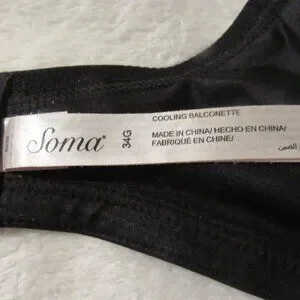 Soma
34G
COOLING BALCONETTE
MADE IN CHINA/ HECHO EN CHINA/
FABRIQUÉ EN CHINE/
الصين